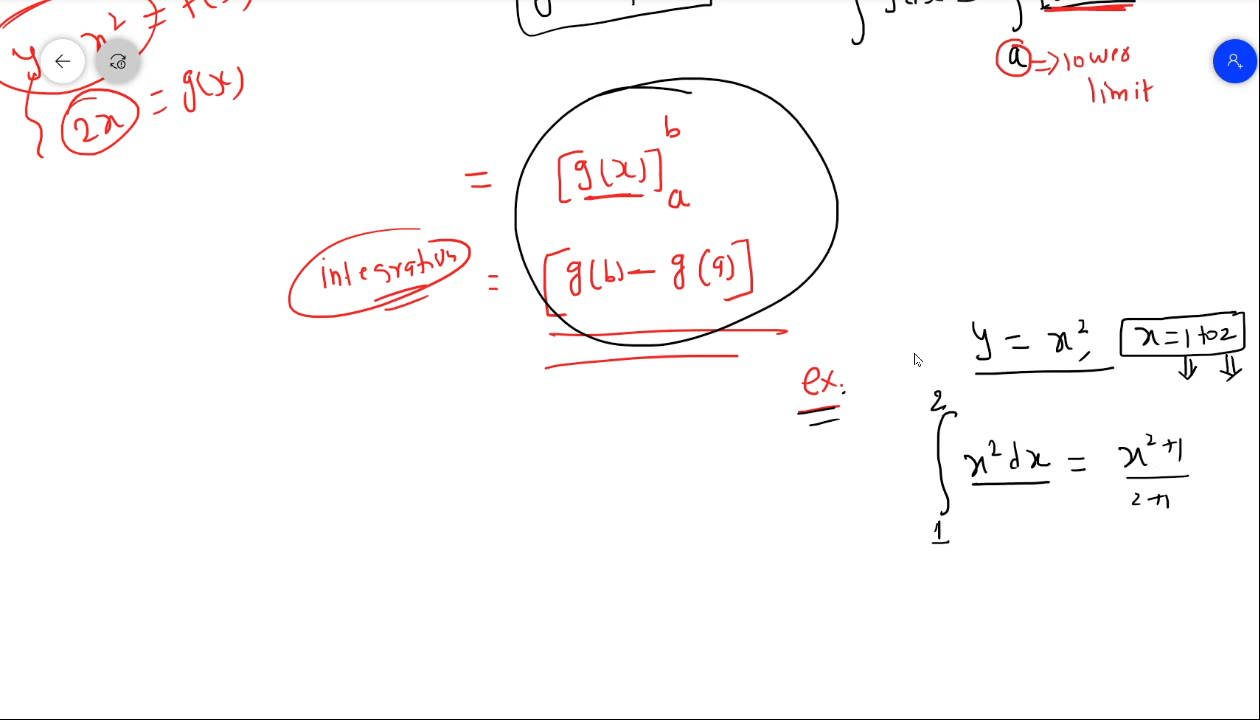 2x = g(x)
a ⇒ lower
limit
= [g(x)]
b
a
integration = [g(b) − g(a)]
y = x², x = 1 to 2
ex:
2
∫ x² dx = x²⁺¹
2+1
1